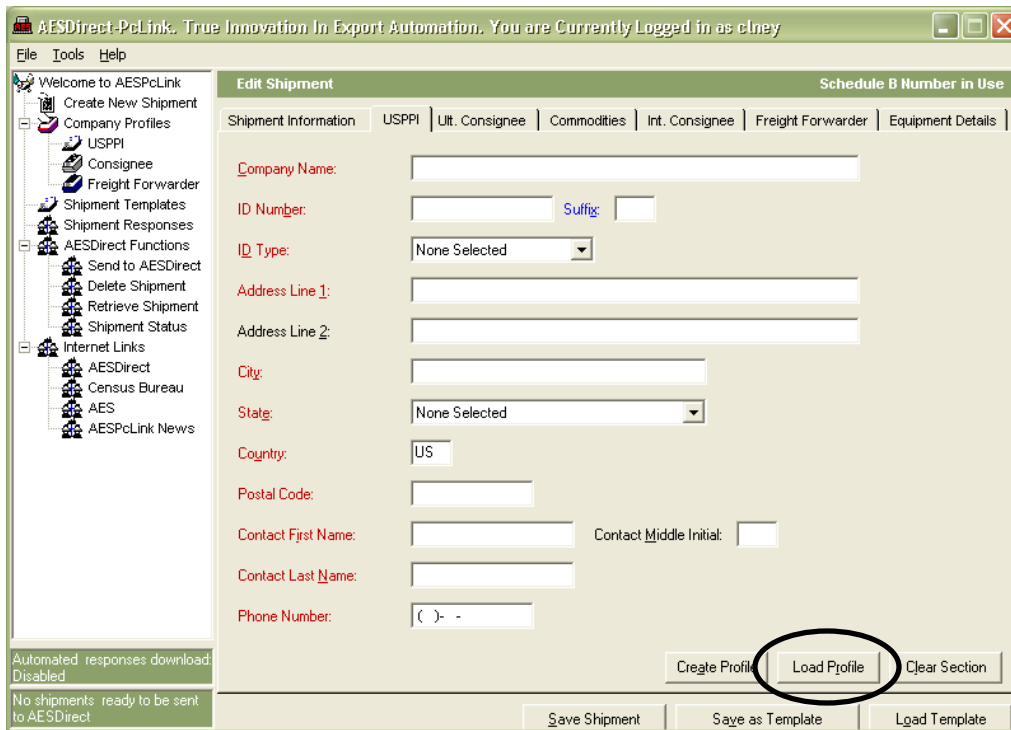 AESDirect-PcLink. True Innovation In Export Automation. You are Currently Logged in as clney
File Tools Help
Welcome to AESPcLink
Create New Shipment
Company Profiles
USPPI
Consignee
Freight Forwarder
Shipment Templates
Shipment Responses
AESDirect Functions
Send to AESDirect
Delete Shipment
Retrieve Shipment
Shipment Status
Internet Links
AESDirect
Census Bureau
AES
AESPcLink News
Automated responses download:
Disabled
No shipments ready to be sent
to AESDirect
Edit Shipment Schedule B Number in Use
Shipment Information USPPI Ult. Consignee Commodities Int. Consignee Freight Forwarder Equipment Details
Company Name:
ID Number: Suffix:
ID Type: None Selected
Address Line 1:
Address Line 2:
City:
State: None Selected
Country: US
Postal Code:
Contact First Name: Contact Middle Initial:
Contact Last Name:
Phone Number: ( )- -
Create Profile Load Profile Clear Section
Save Shipment Save as Template Load Template